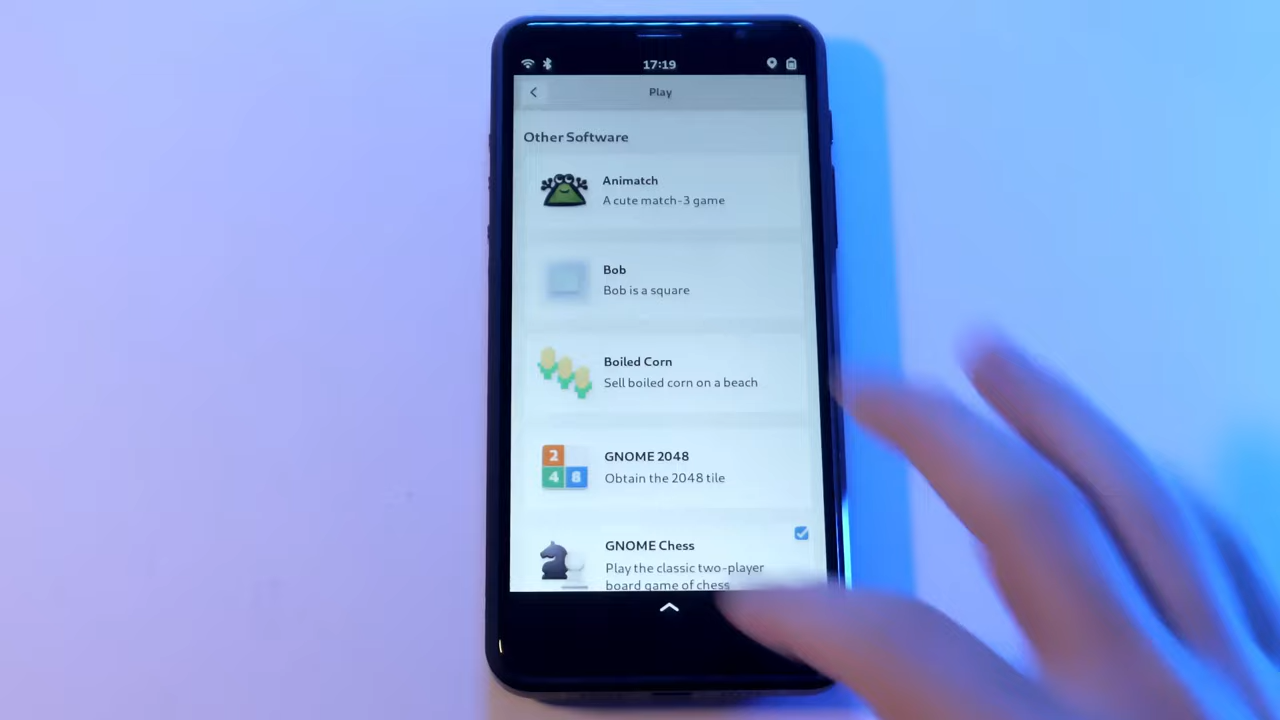 17:19
Play
Other Software
Animatch
A cute match-3 game
Bob
Bob is a square
Boiled Corn
Sell boiled corn on a beach
2
4 8
GNOME 2048
Obtain the 2048 tile
GNOME Chess
Play the classic two-player
board game of chess